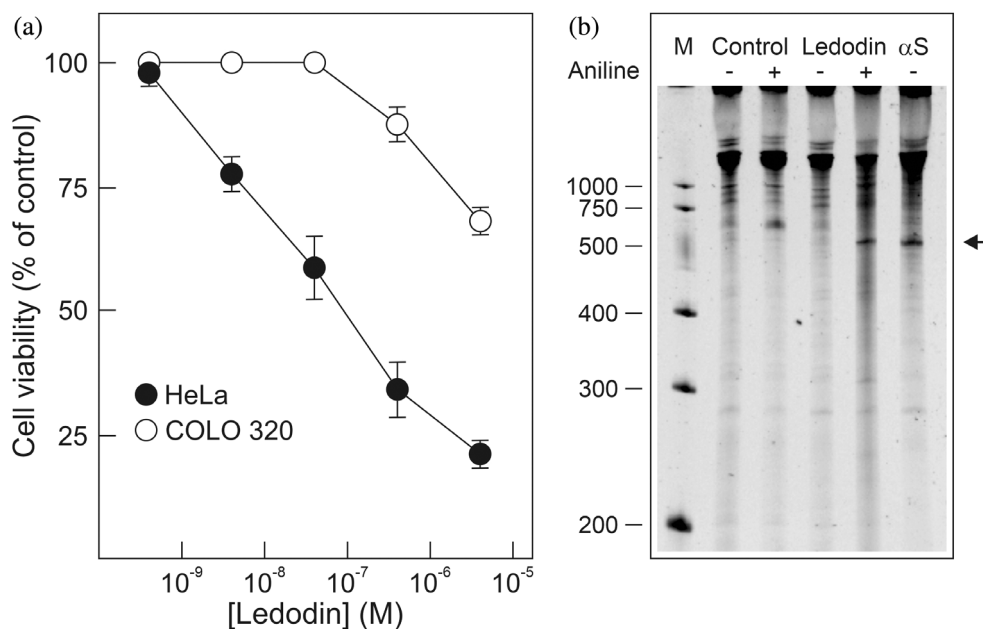 (a)
Cell viability (% of control)
100
75
50
25
HeLa
COLO 320
10-9 10-8 10-7 10-6 10-5
[Ledodin] (M)
(b)
M Control Ledodin αS
Aniline - + - + -
1000
750
500
400
300
200